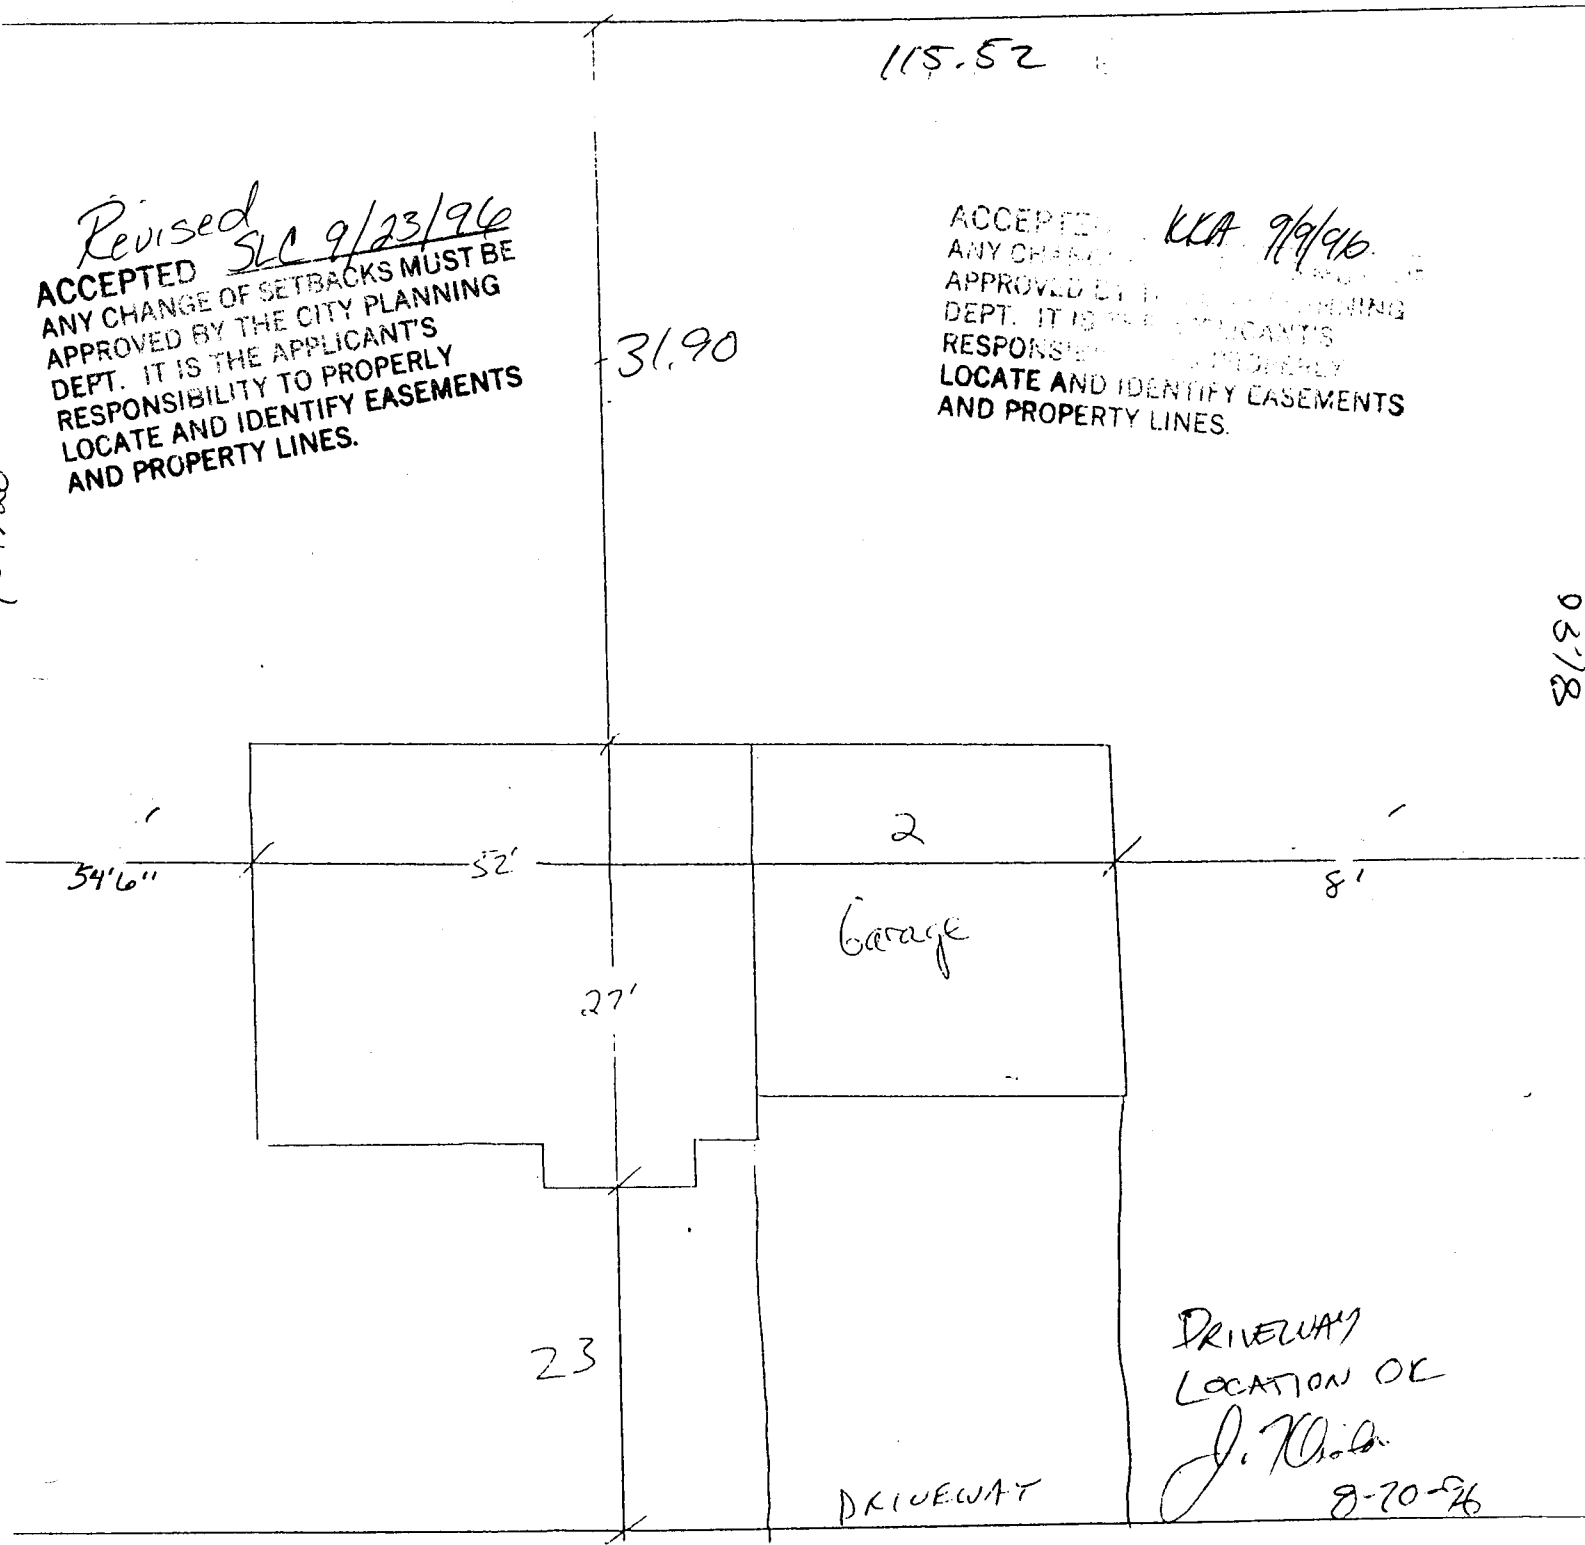 115.52
Revised
ACCEPTED SLC 9/23/96
ANY CHANGE OF SETBACKS MUST BE
APPROVED BY THE CITY PLANNING
DEPT. IT IS THE APPLICANT'S
RESPONSIBILITY TO PROPERLY
LOCATE AND IDENTIFY EASEMENTS
AND PROPERTY LINES.
31.90
ACCEPTED KKA 9/9/96
ANY
APPROVED
DEPT. IT IS APPLICANT'S
PROPERLY
LOCATE AND IDENTIFY EASEMENTS
AND PROPERTY LINES.
54'6"
52'
2
8'
Garage
27'
23
DRIVEWAY
LOCATION OK
8-20-96
DRIVEWAY